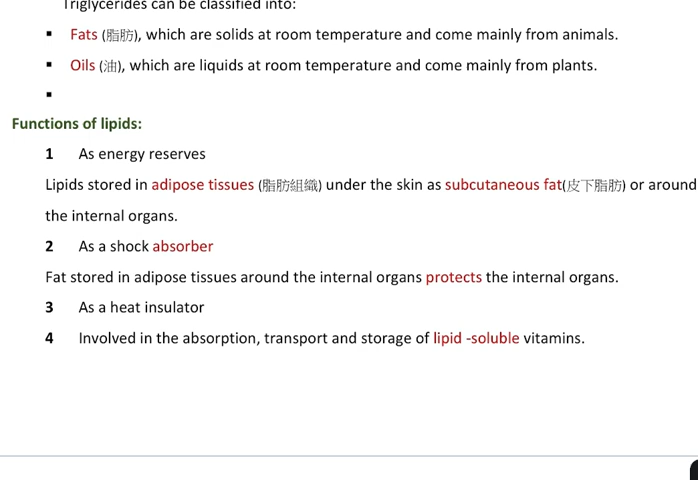 Triglycerides can be classified into:
▪ Fats (脂肪), which are solids at room temperature and come mainly from animals.
▪ Oils (油), which are liquids at room temperature and come mainly from plants.
▪
Functions of lipids:
1 As energy reserves
Lipids stored in adipose tissues (脂肪組織) under the skin as subcutaneous fat(皮下脂肪) or around
the internal organs.
2 As a shock absorber
Fat stored in adipose tissues around the internal organs protects the internal organs.
3 As a heat insulator
4 Involved in the absorption, transport and storage of lipid -soluble vitamins.